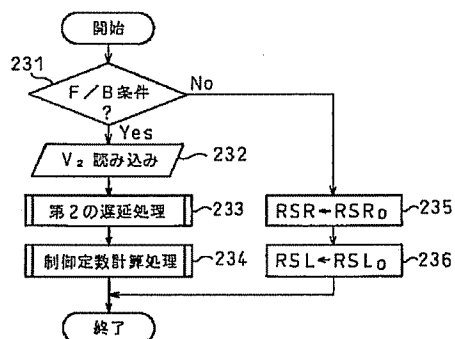 開始
231
F／B条件
?
No
Yes
V₂ 読み込み
232
第2の遅延処理
233
RSR←RSR₀
235
制御定数計算処理
234
RSL←RSL₀
236
終了